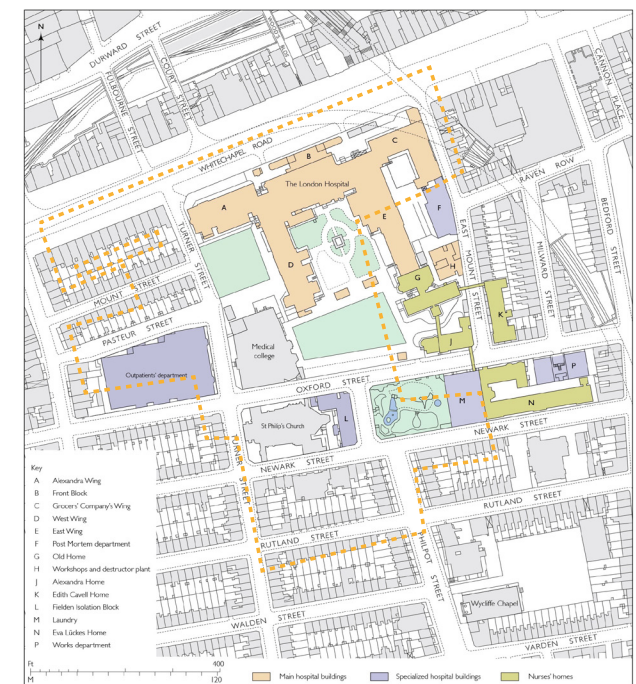 N
DURWARD STREET
FULBOURNE STREET
COURT STREET
WOODS BLDS
CANNON PLACE
WHITECHAPEL ROAD
RAVEN ROW
BEDFORD STREET
B
C
The London Hospital
A
F
E
D
TURNER STREET
EAST MOUNT STREET
MILWARD STREET
H
G
K
J
MOUNT STREET
PASTEUR STREET
Medical college
Outpatients' department
OXFORD STREET
P
M
N
L
St Philip's Church
NEWARK STREET
NEWARK STREET
TURNER STREET
RUTLAND STREET
RUTLAND STREET
PHILPOT STREET
WALDEN STREET
Wycliffe Chapel
VARDEN STREET
Key
A Alexandra Wing
B Front Block
C Grocers' Company's Wing
D West Wing
E East Wing
F Post Mortem department
G Old Home
H Workshops and destructor plant
J Alexandra Home
K Edith Cavell Home
L Fielden Isolation Block
M Laundry
N Eva Lückes Home
P Works department
Ft 400
M 120
Main hospital buildings
Specialized hospital buildings
Nurses' homes